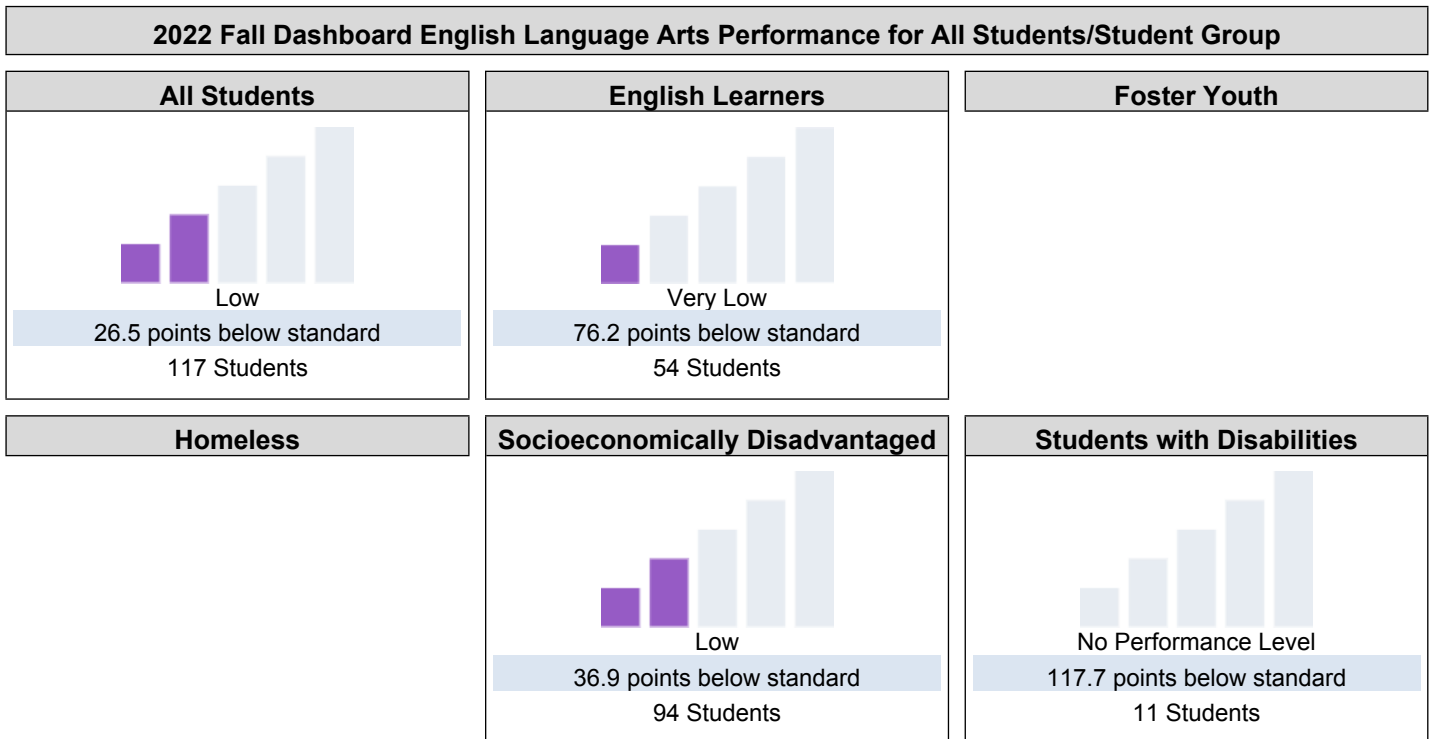 2022 Fall Dashboard English Language Arts Performance for All Students/Student Group
All Students
Low
26.5 points below standard
117 Students
English Learners
Very Low
76.2 points below standard
54 Students
Foster Youth
Homeless
Socioeconomically Disadvantaged
Low
36.9 points below standard
94 Students
Students with Disabilities
No Performance Level
117.7 points below standard
11 Students